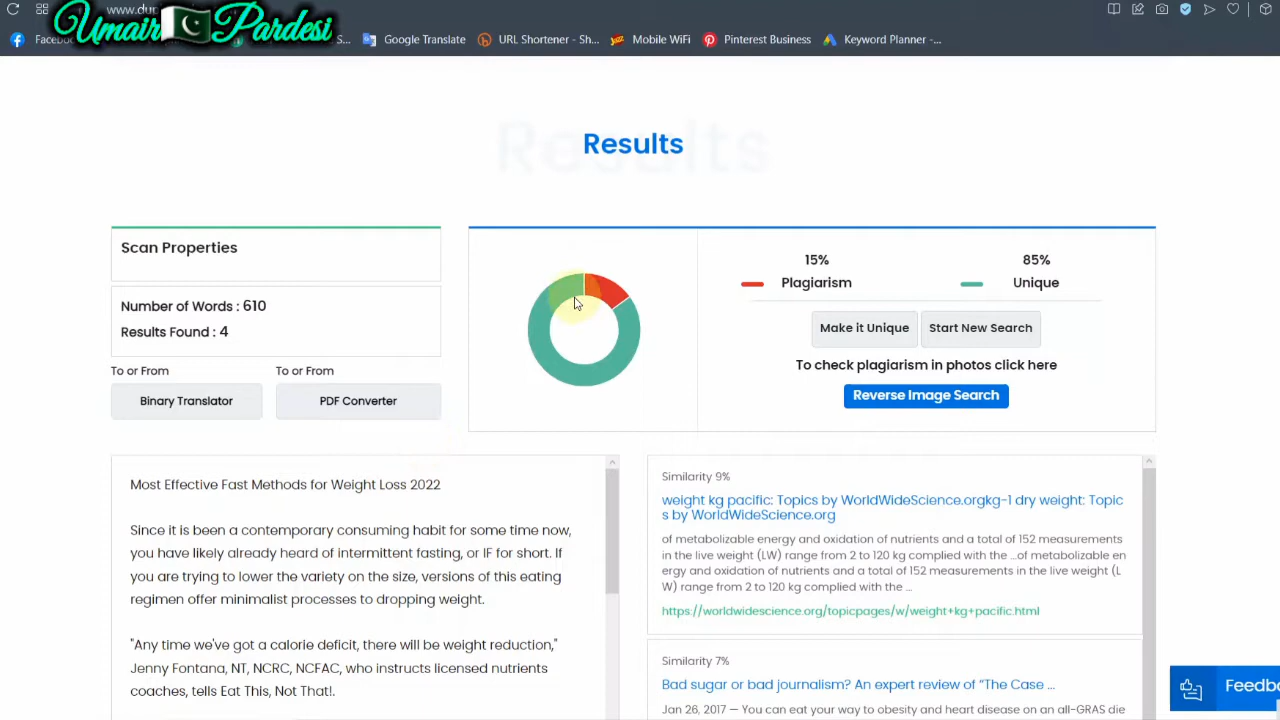 www.dup
Umair Pardesi
Facebo
S...
Google Translate
URL Shortener - Sh...
Mobile WiFi
Pinterest Business
Keyword Planner -...
Results
Results
Scan Properties
Number of Words : 610
Results Found : 4
To or From
To or From
Binary Translator
PDF Converter
15%
85%
Plagiarism
Unique
Make it Unique
Start New Search
To check plagiarism in photos click here
Reverse Image Search
Most Effective Fast Methods for Weight Loss 2022
Since it is been a contemporary consuming habit for some time now,
you have likely already heard of intermittent fasting, or IF for short. If
you are trying to lower the variety on the size, versions of this eating
regimen offer minimalist processes to dropping weight.
"Any time we've got a calorie deficit, there will be weight reduction,"
Jenny Fontana, NT, NCRC, NCFAC, who instructs licensed nutrients
coaches, tells Eat This, Not That!.
Similarity 9%
weight kg pacific: Topics by WorldWideScience.orgkg-1 dry weight: Topic
s by WorldWideScience.org
of metabolizable energy and oxidation of nutrients and a total of 152 measurements
in the live weight (LW) range from 2 to 120 kg complied with the ...of metabolizable en
ergy and oxidation of nutrients and a total of 152 measurements in the live weight (L
W) range from 2 to 120 kg complied with the ...
https://worldwidescience.org/topicpages/w/weight+kg+pacific.html
Similarity 7%
Bad sugar or bad journalism? An expert review of “The Case ...
Jan 26, 2017 — You can eat your way to obesity and heart disease on an all-GRAS die
Feedba